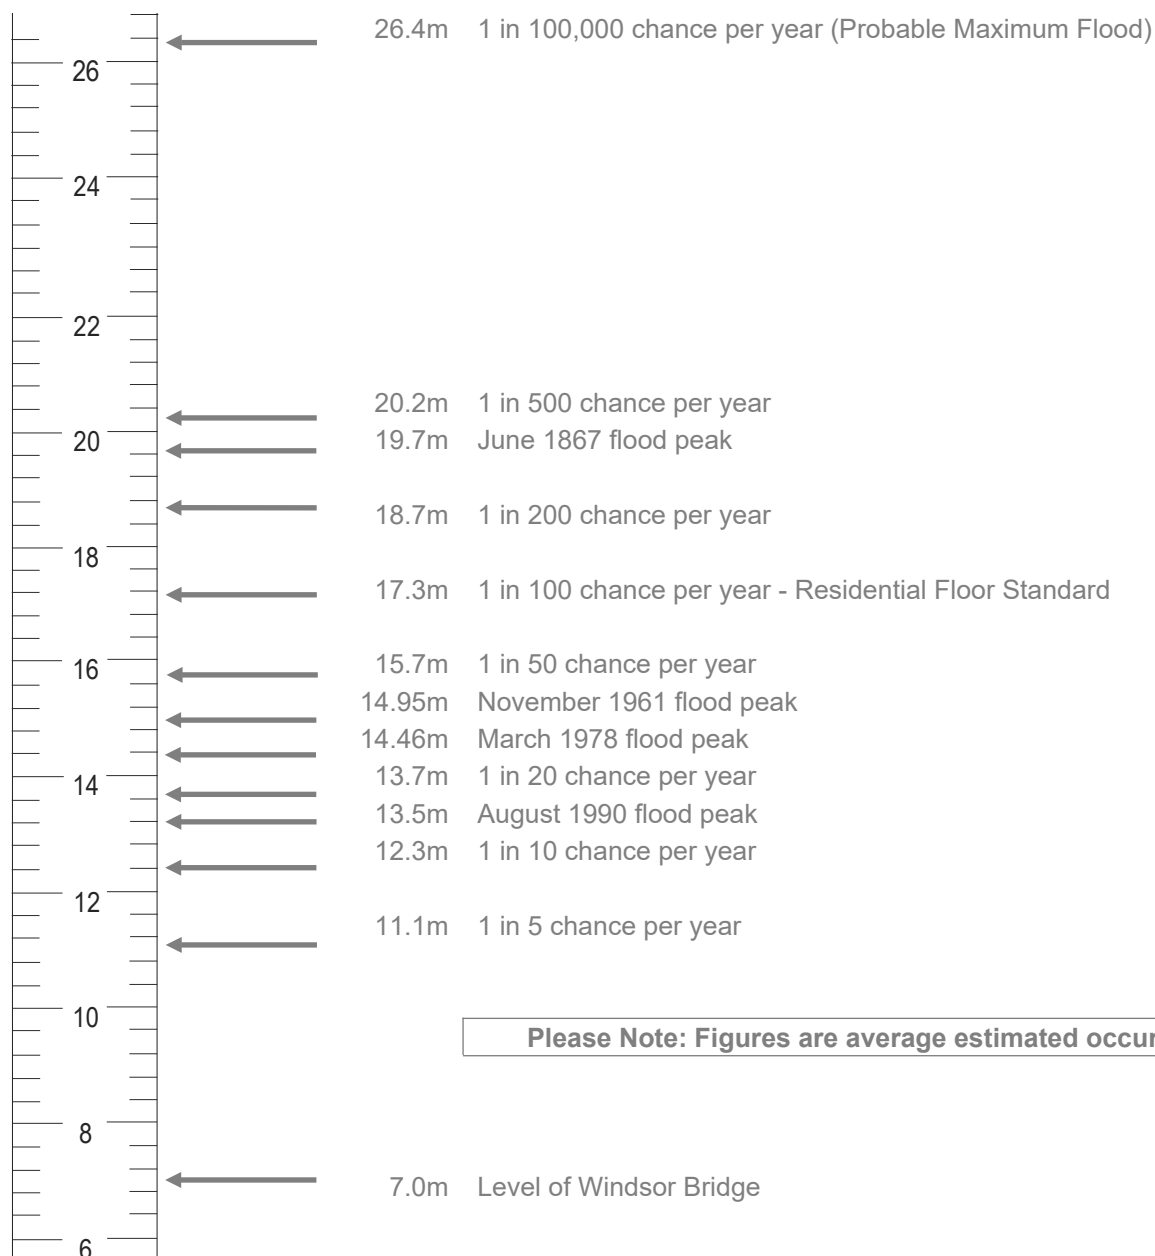 26.4m 1 in 100,000 chance per year (Probable Maximum Flood)
26
24
22
20.2m 1 in 500 chance per year
20
19.7m June 1867 flood peak
18.7m 1 in 200 chance per year
18
17.3m 1 in 100 chance per year - Residential Floor Standard
16
15.7m 1 in 50 chance per year
14.95m November 1961 flood peak
14.46m March 1978 flood peak
14
13.7m 1 in 20 chance per year
13.5m August 1990 flood peak
12.3m 1 in 10 chance per year
12
11.1m 1 in 5 chance per year
10
Please Note: Figures are average estimated occur
8
7.0m Level of Windsor Bridge
6